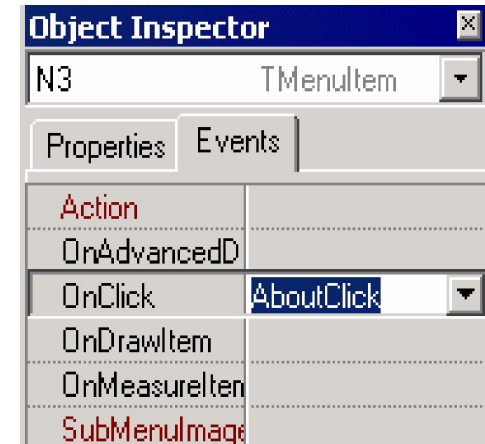 Object Inspector
N3 TMenuItem
Properties Events
Action
OnAdvancedD
OnClick AboutClick
OnDrawItem
OnMeasureIten
SubMenuImage